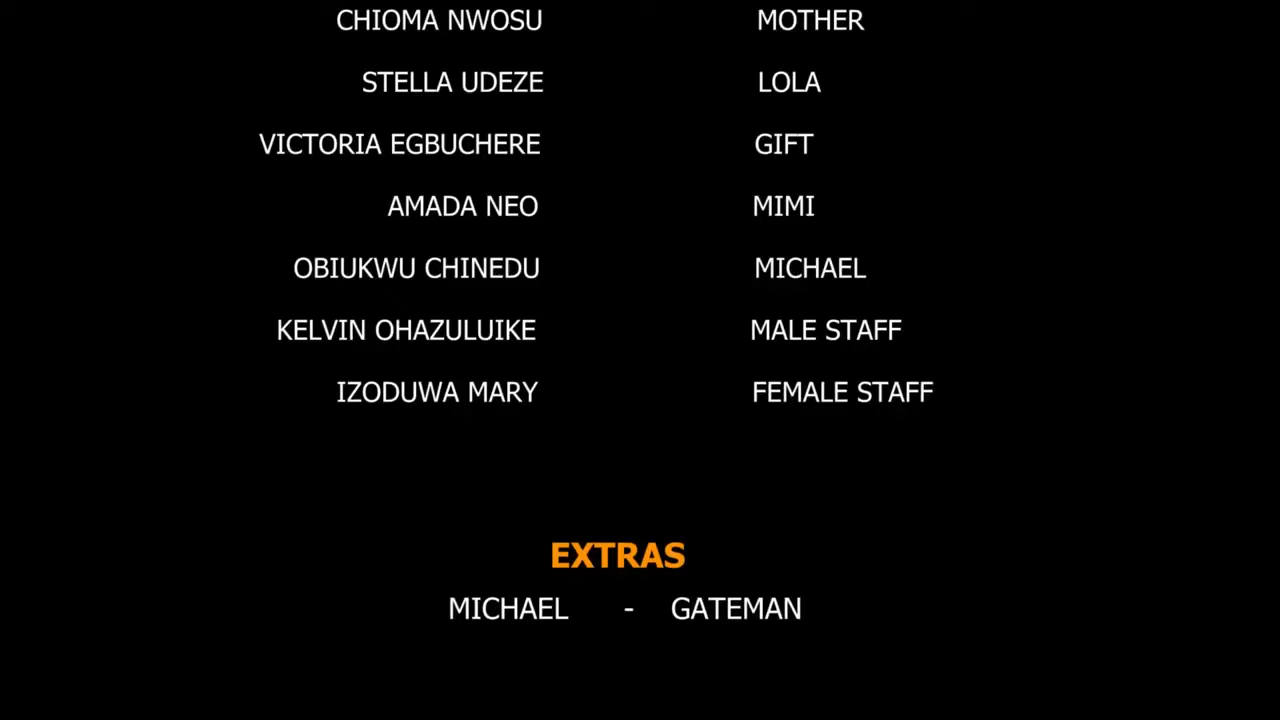 CHIOMA NWOSU MOTHER
STELLA UDEZE LOLA
VICTORIA EGBUCHERE GIFT
AMADA NEO MIMI
OBIUKWU CHINEDU MICHAEL
KELVIN OHAZULUIKE MALE STAFF
IZODUWA MARY FEMALE STAFF
EXTRAS
MICHAEL - GATEMAN